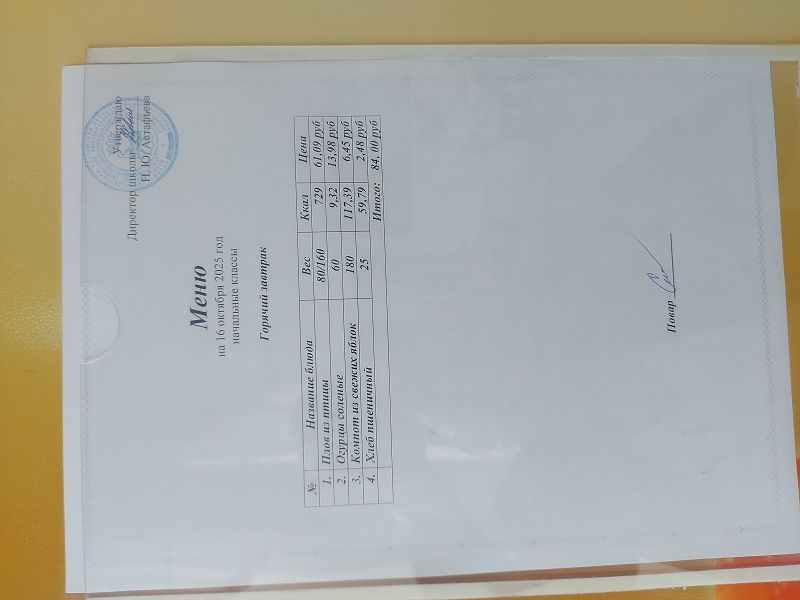 Утверждаю
Директор школы
Н. Ю. Астафьева
Меню
на 16 октября 2025 год
начальные классы
Горячий завтрак
№ Название блюда Вес Ккал Цена
1. Плов из птицы 80/160 729 61,09 руб
2. Огурцы соленые 60 9,32 13,98 руб
3. Компот из свежих яблок 180 117,39 6,45 руб
4. Хлеб пшеничный 25 59,79 2,48 руб
Итого: 84, 00 руб
Повар